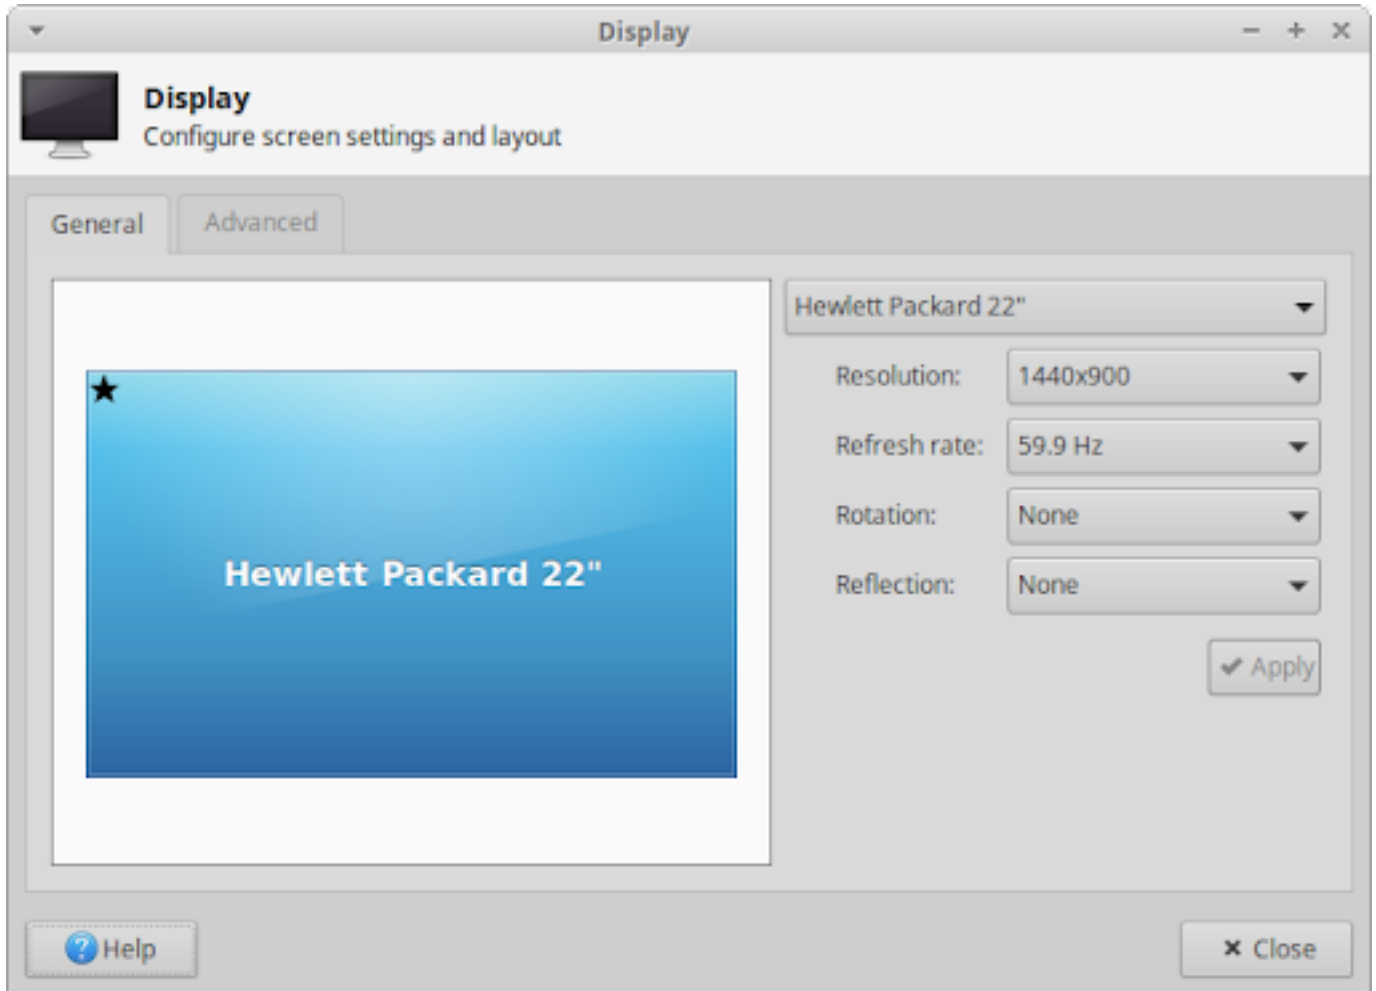 Display
Display
Configure screen settings and layout
General
Advanced
Hewlett Packard 22"
Hewlett Packard 22"
Resolution: 1440x900
Refresh rate: 59.9 Hz
Rotation: None
Reflection: None
Apply
Help
Close